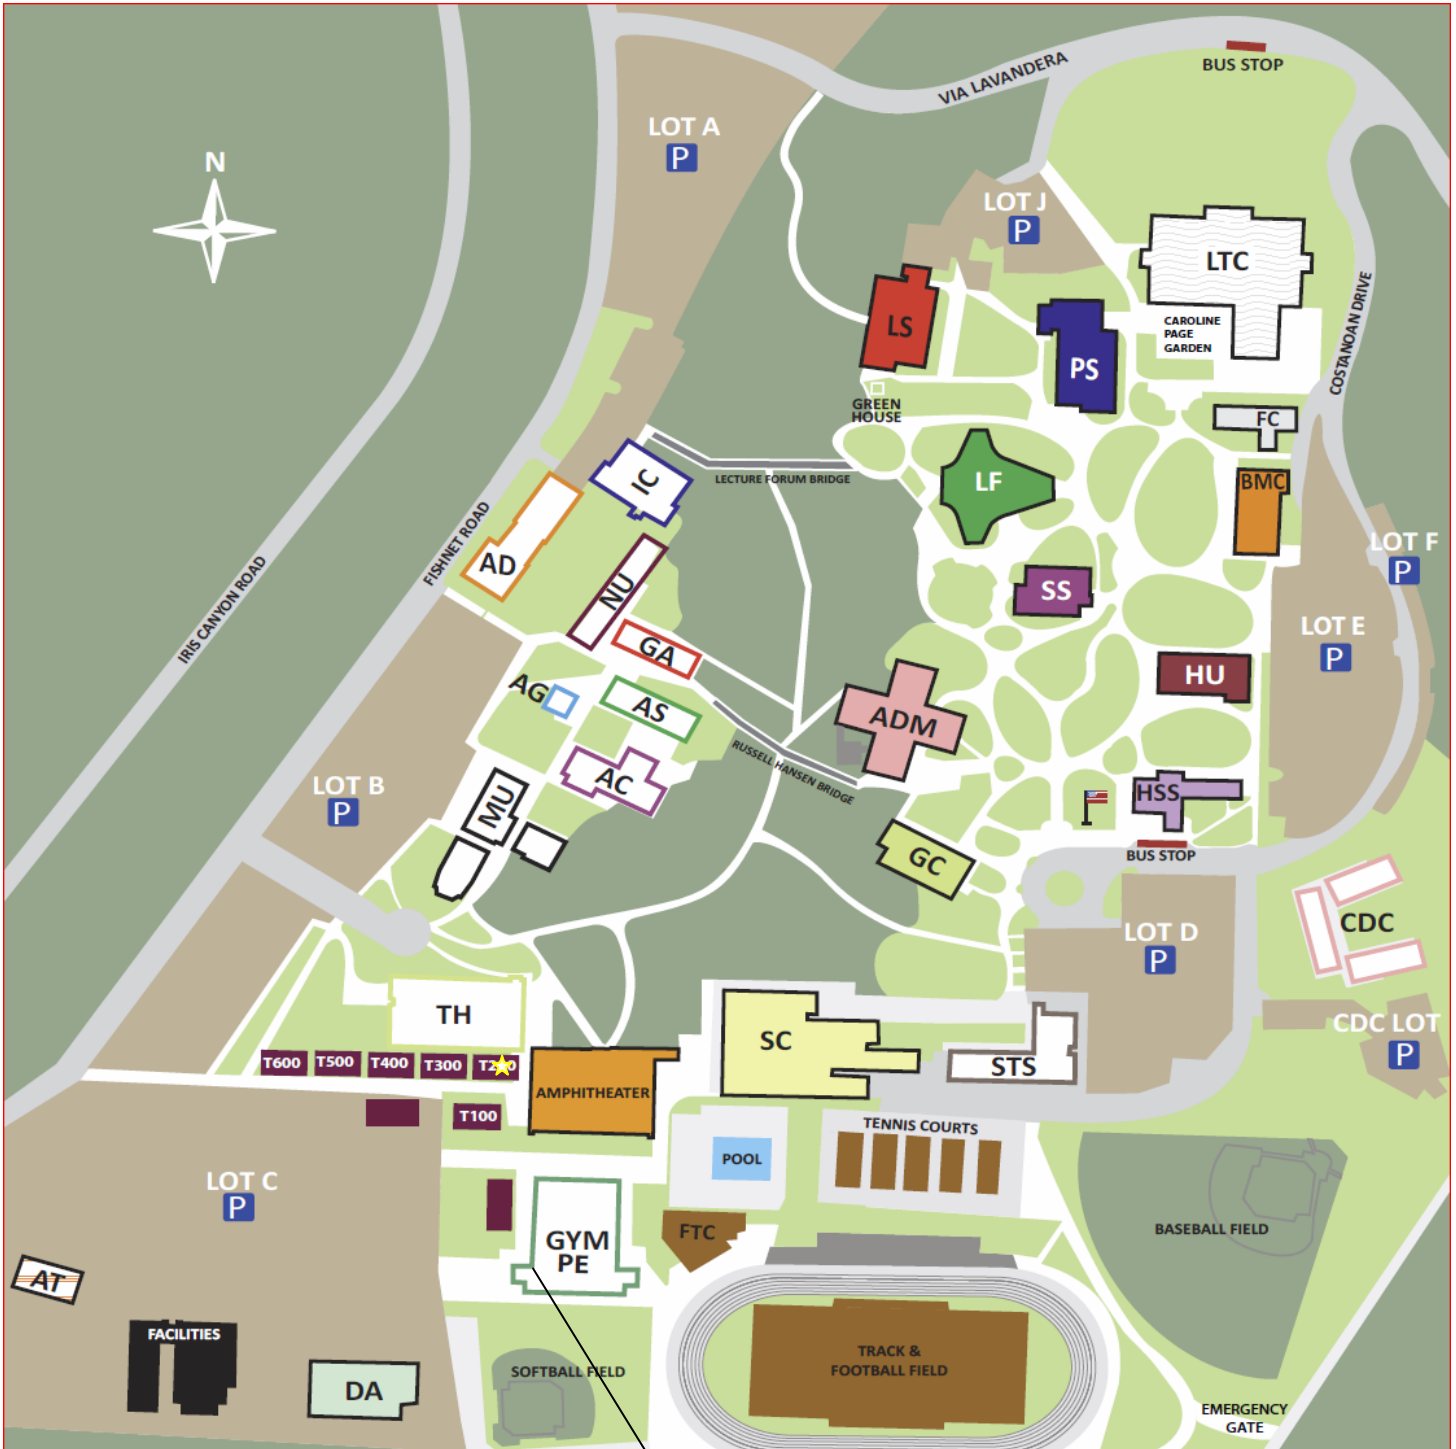 VIA LAVANDERA
BUS STOP
LOT A
P
N
LOT J
P
LTC
LS
CAROLINE
PAGE
GARDEN
PS
COSTANOAN DRIVE
GREEN
HOUSE
FC
LECTURE FORUM BRIDGE
IC
LF
BMC
FISHNET ROAD
AD
LOT F
P
IRIS CANYON ROAD
NU
SS
LOT E
P
GA
HU
AG
AS
ADM
RUSSELL HANSEN BRIDGE
LOT B
P
AC
MU
HSS
BUS STOP
GC
CDC
LOT D
P
TH
SC
CDC LOT
P
T600
T500
T400
T300
STS
AMPHITHEATER
T100
TENNIS COURTS
POOL
LOT C
P
FTC
BASEBALL FIELD
GYM
PE
AT
FACILITIES
TRACK &
FOOTBALL FIELD
SOFTBALL FIELD
DA
EMERGENCY
GATE